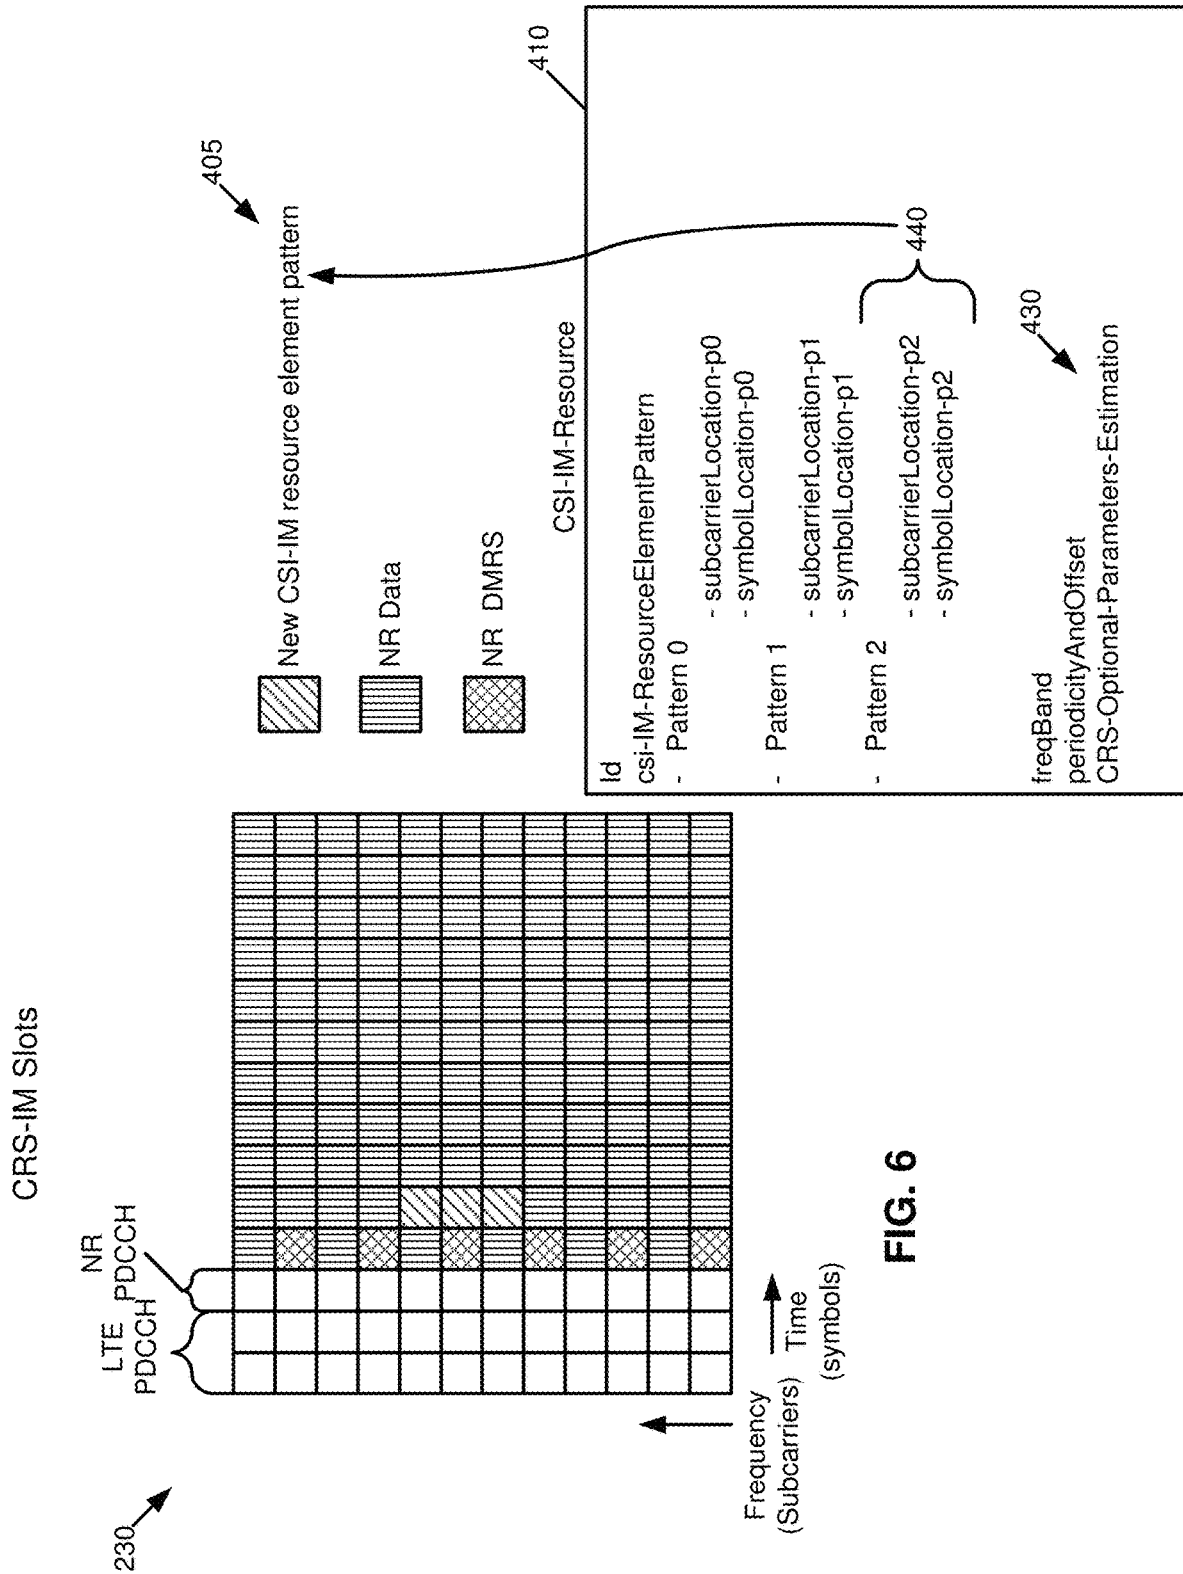 CRS-IM Slots
230
LTE
PDCCH
NR
PDCCH
Frequency
(Subcarriers)
Time
(symbols)
New CSI-IM resource element pattern
405
NR Data
NR DMRS
CSI-IM-Resource
410
Id
csi-IM-ResourceElementPattern
- Pattern 0
- subcarrierLocation-p0
- symbolLocation-p0
- Pattern 1
- subcarrierLocation-p1
- symbolLocation-p1
- Pattern 2
- subcarrierLocation-p2
- symbolLocation-p2
440
freqBand
periodicityAndOffset
430
CRS-Optional-Parameters-Estimation
FIG. 6